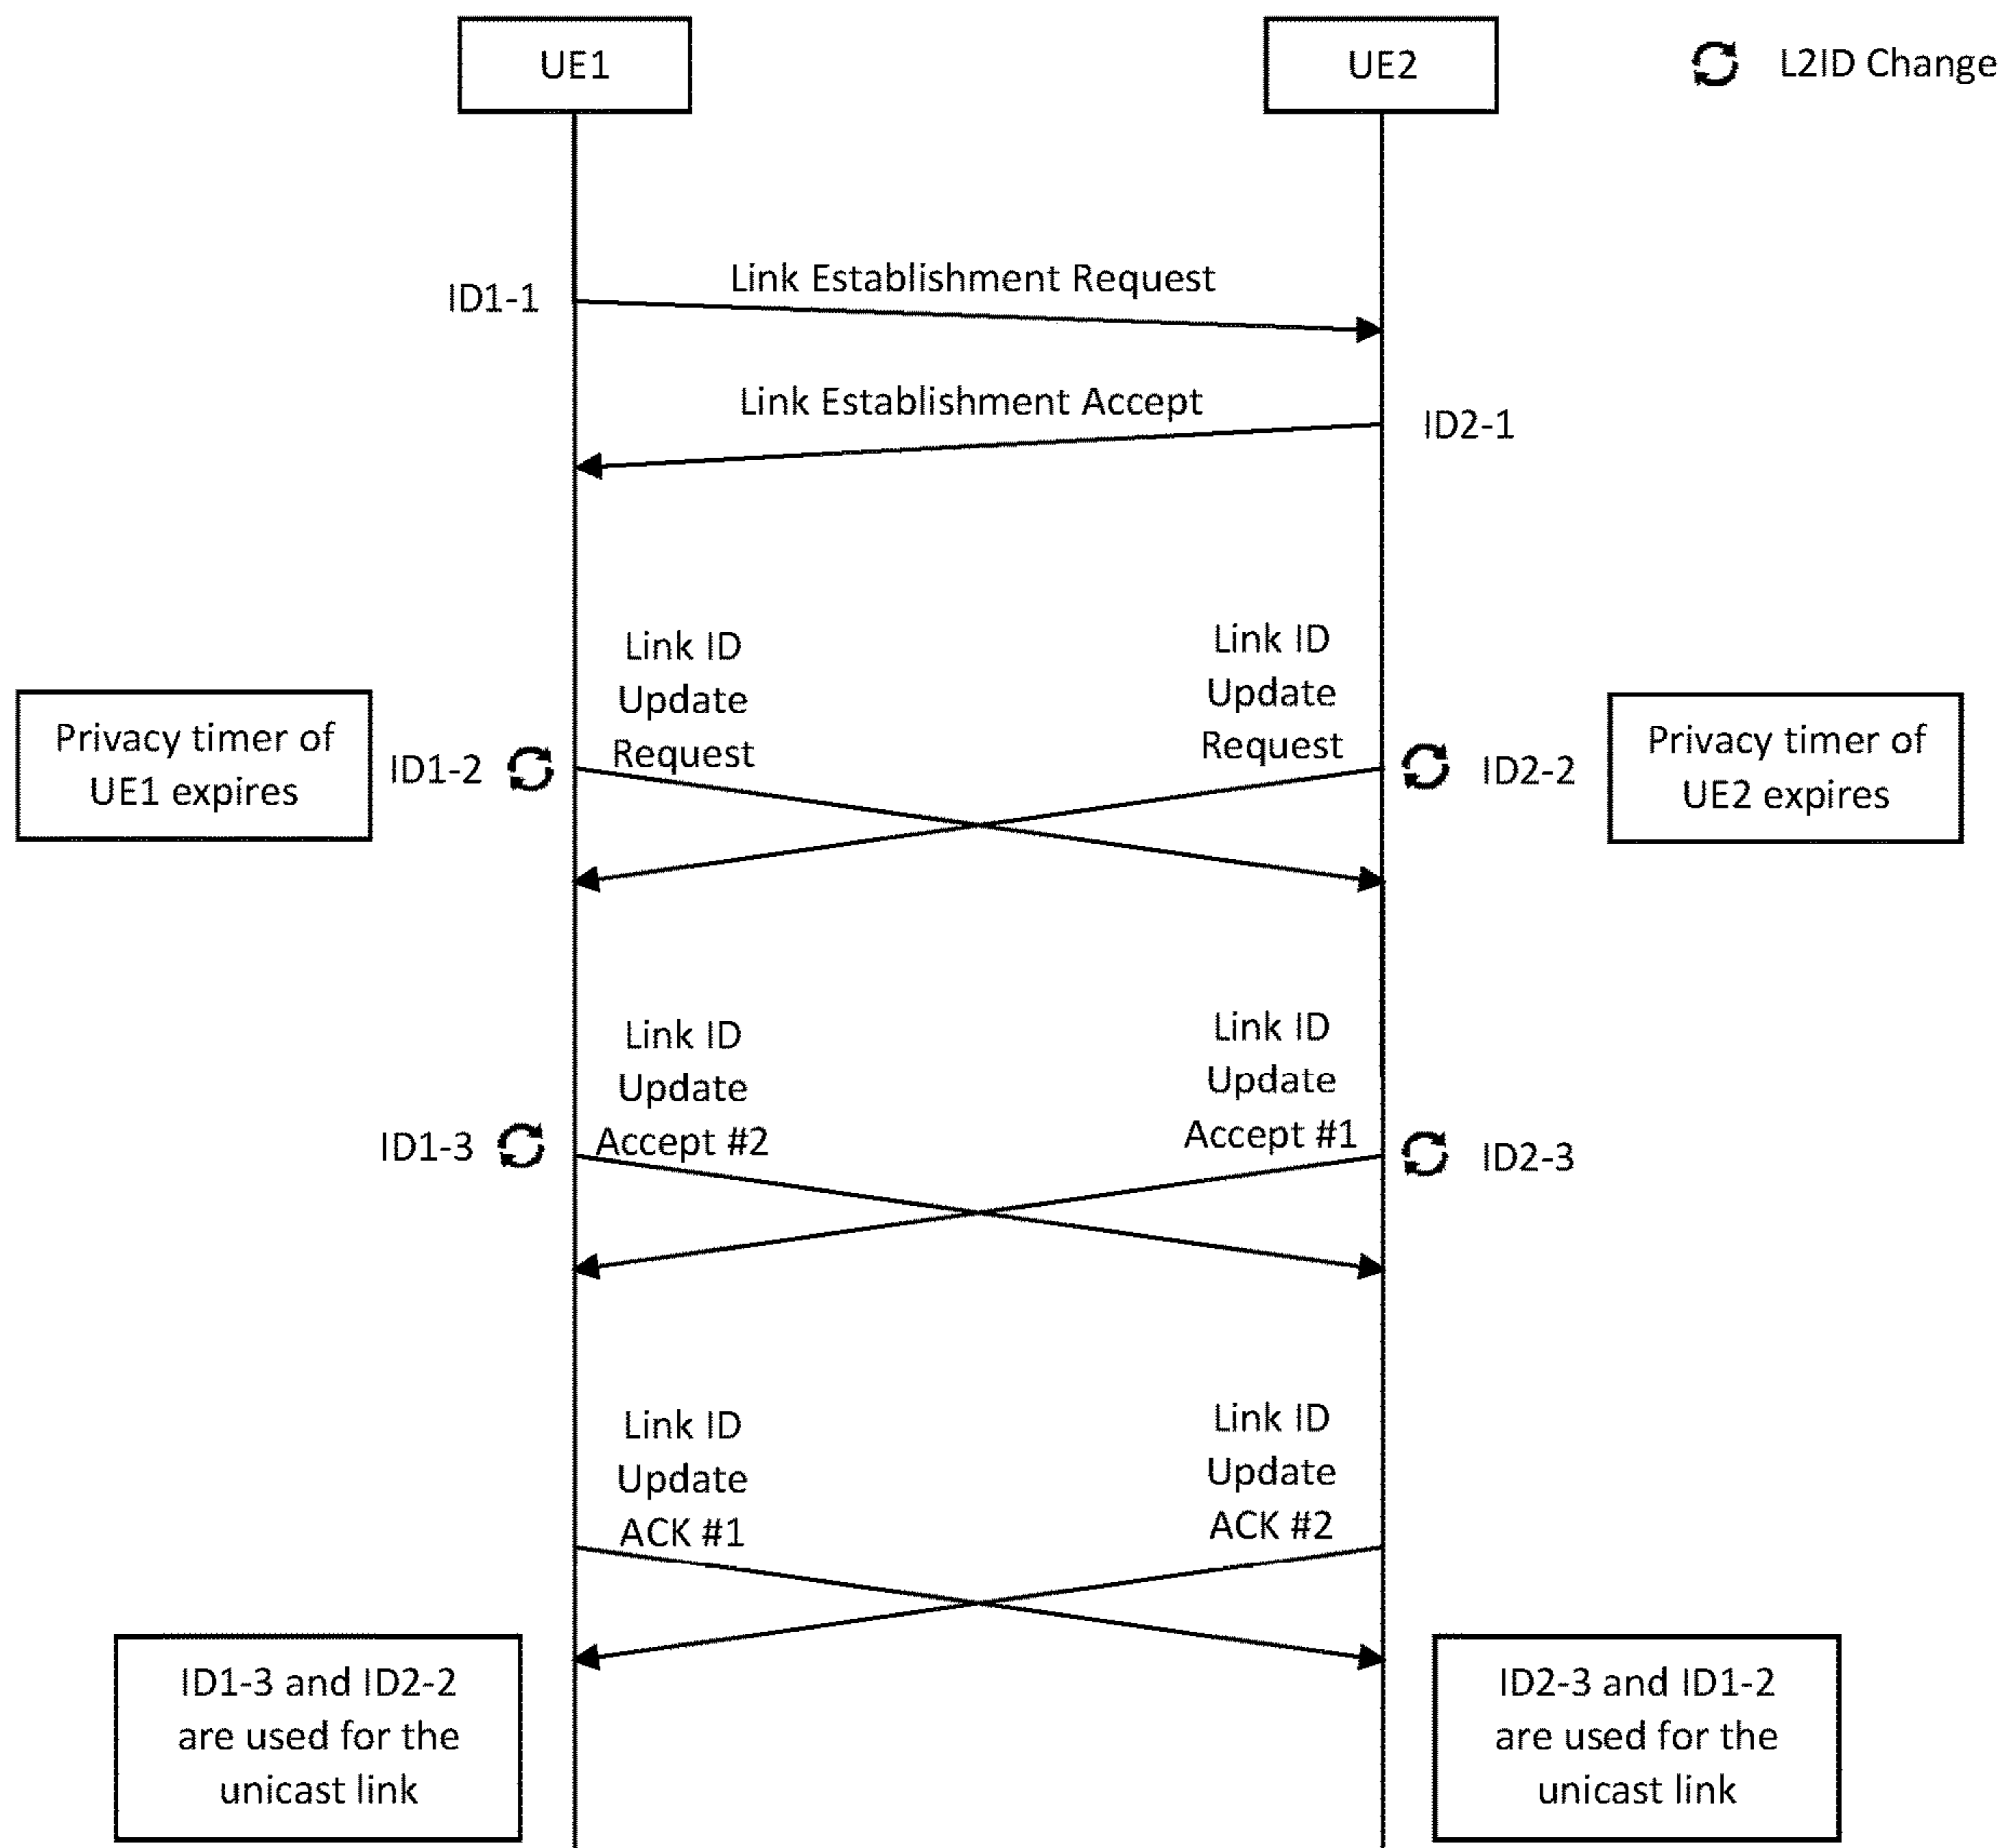 UE1
UE2
L2ID Change
Link Establishment Request
ID1-1
Link Establishment Accept
ID2-1
Link ID
Update
Request
Link ID
Update
Request
Privacy timer of
UE1 expires
ID1-2
ID2-2
Privacy timer of
UE2 expires
Link ID
Update
Accept #2
Link ID
Update
Accept #1
ID1-3
ID2-3
Link ID
Update
ACK #1
Link ID
Update
ACK #2
ID1-3 and ID2-2
are used for the
unicast link
ID2-3 and ID1-2
are used for the
unicast link